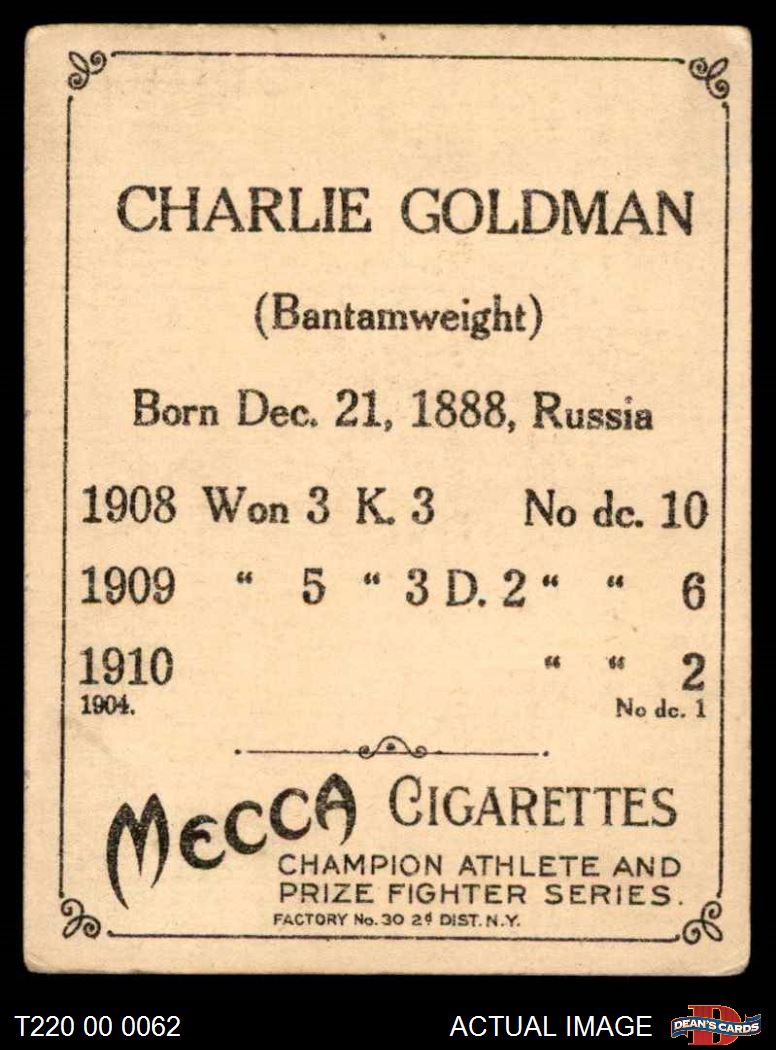 CHARLIE GOLDMAN
(Bantamweight)
Born Dec. 21, 1888, Russia
1908 Won 3 K. 3 No dc. 10
1909 “ 5 “ 3 D. 2 “ “ 6
1910 “ “ 2
1904. No dc. 1
MECCA CIGARETTES
CHAMPION ATHLETE AND
PRIZE FIGHTER SERIES.
FACTORY No. 30 2d DIST. N.Y.
T220 00 0062 ACTUAL IMAGE D DEAN'S CARDS